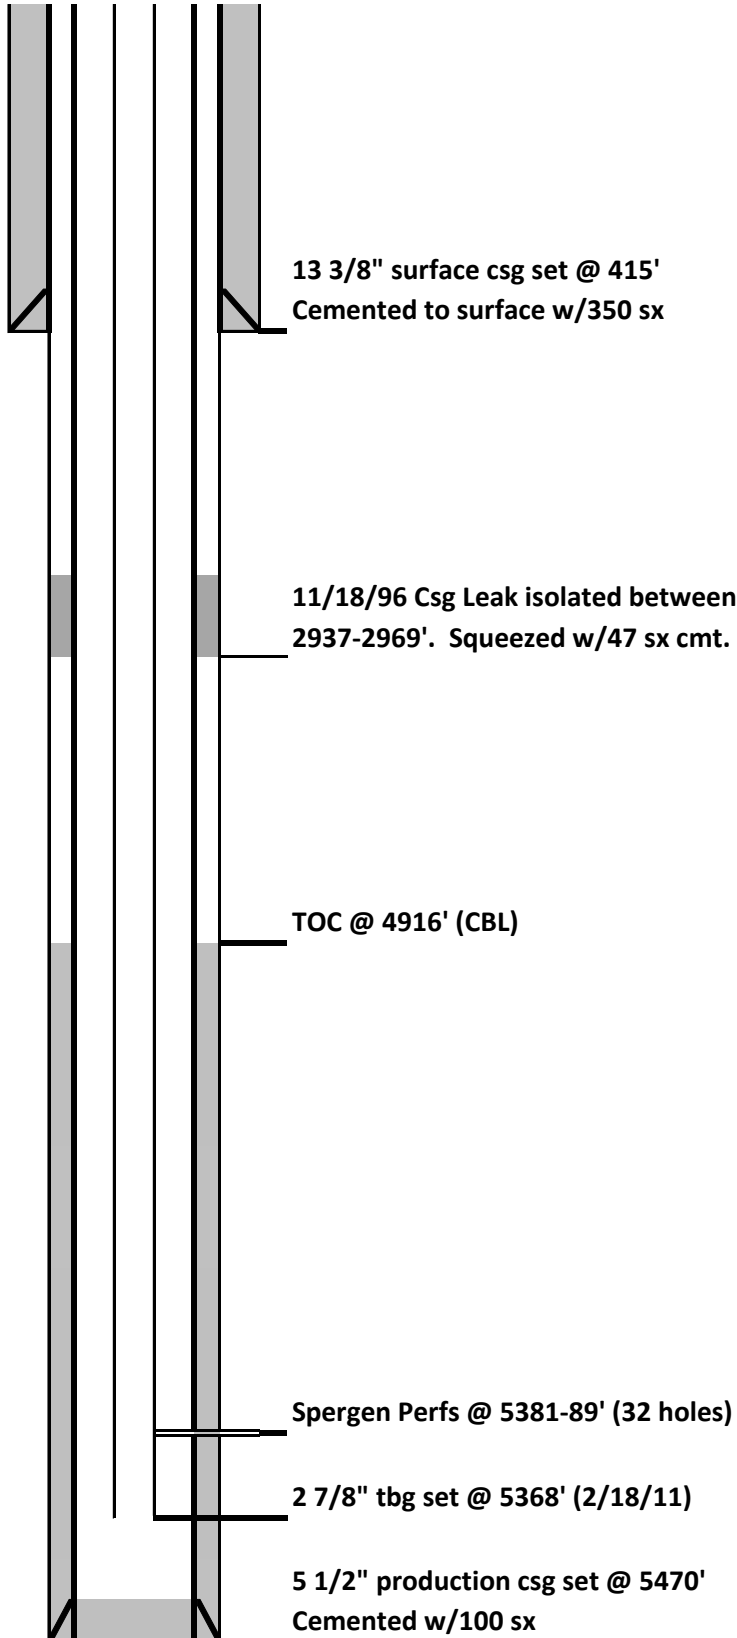 13 3/8" surface csg set @ 415'
Cemented to surface w/350 sx
11/18/96 Csg Leak isolated between
2937-2969'.  Squeezed w/47 sx cmt.
TOC @ 4916' (CBL)
Spergen Perfs @ 5381-89' (32 holes)
2 7/8" tbg set @ 5368' (2/18/11)
5 1/2" production csg set @ 5470'
Cemented w/100 sx